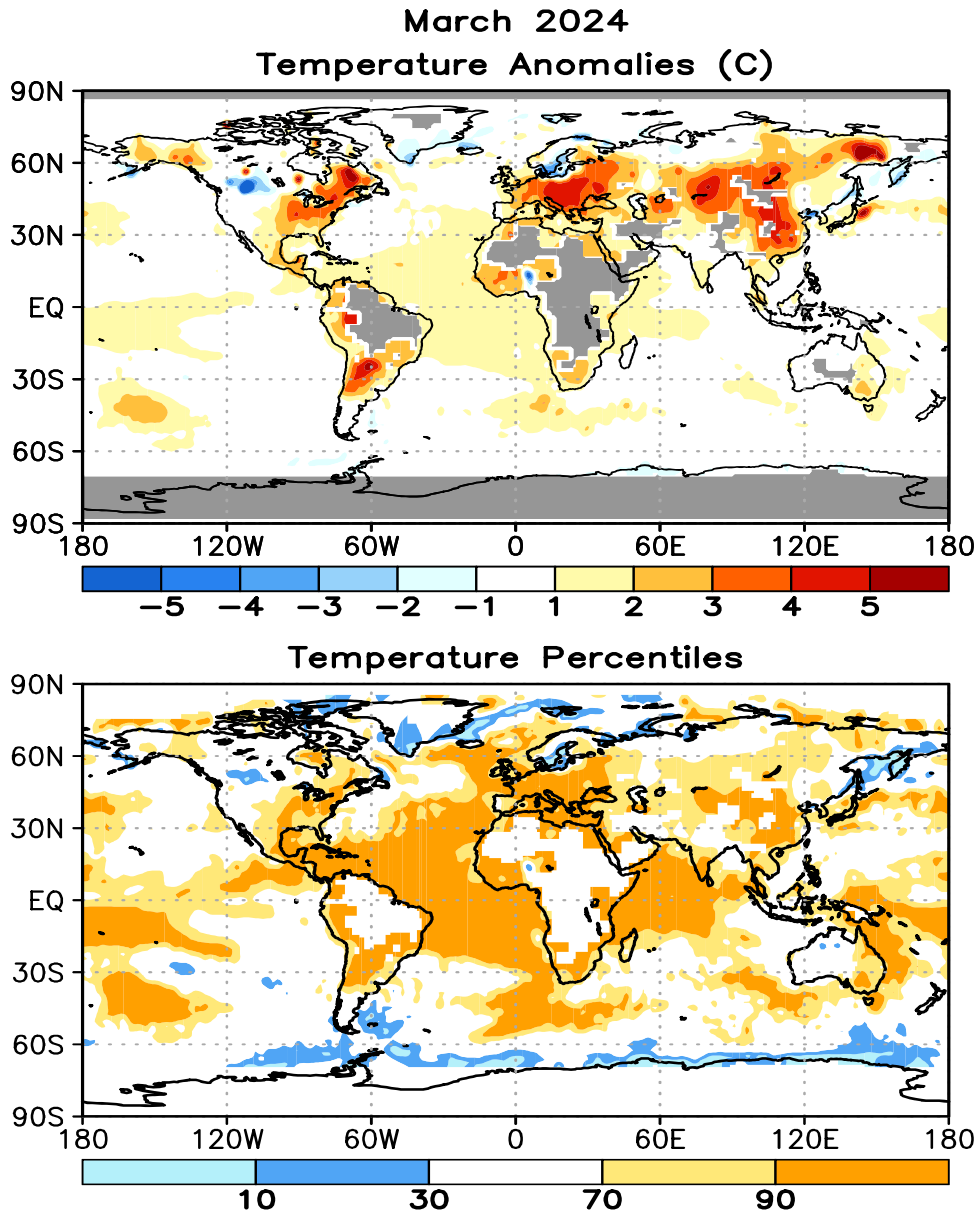 March 2024
Temperature Anomalies (C)
90N
60N
30N
EQ
30S
60S
90S
180 120W 60W 0 60E 120E 180
−5 −4 −3 −2 −1 1 2 3 4 5
Temperature Percentiles
90N
60N
30N
EQ
30S
60S
90S
180 120W 60W 0 60E 120E 180
10 30 70 90